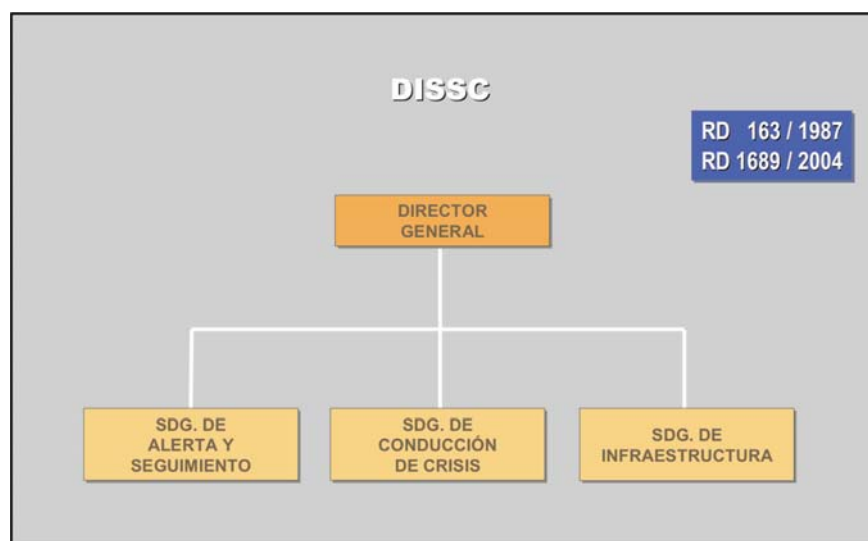 DISSC
RD 163 / 1987
RD 1689 / 2004
DIRECTOR
GENERAL
SDG. DE
ALERTA Y
SEGUIMIENTO
SDG. DE
CONDUCCIÓN
DE CRISIS
SDG. DE
INFRAESTRUCTURA